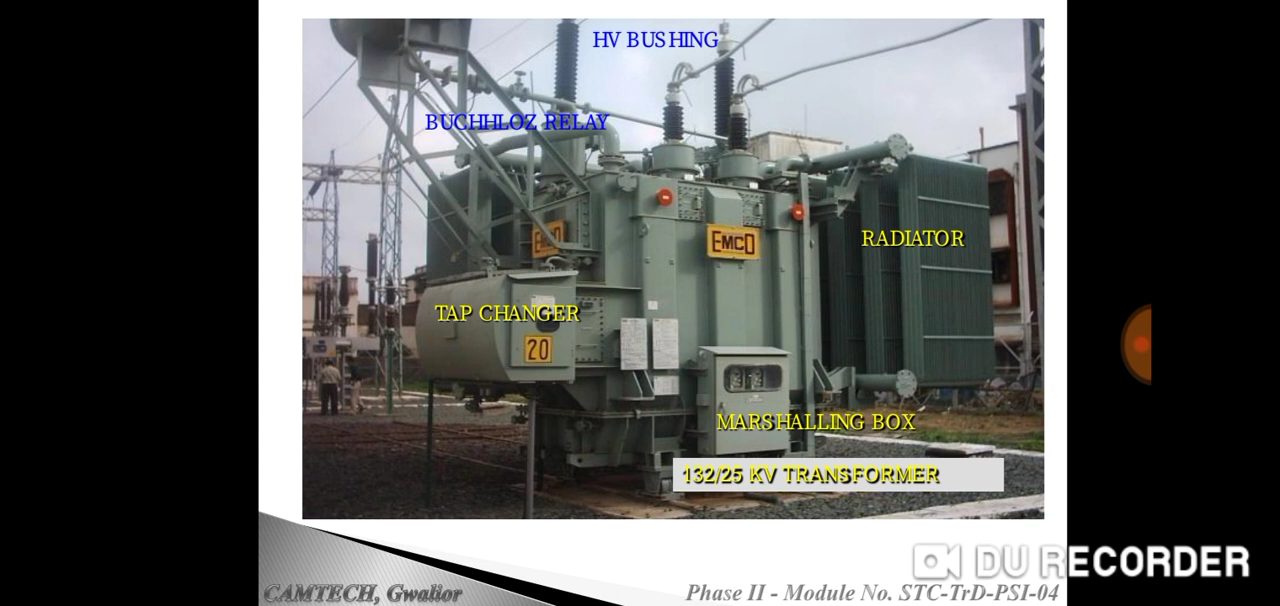 HV BUSHING
BUCHHLOZ RELAY
EMCO
EMCO
RADIATOR
TAP CHANGER
20
MARSHALLING BOX
132/25 KV TRANSFORMER
DU RECORDER
CAMTECH, Gwalior
Phase II - Module No. STC-TrD-PSI-04